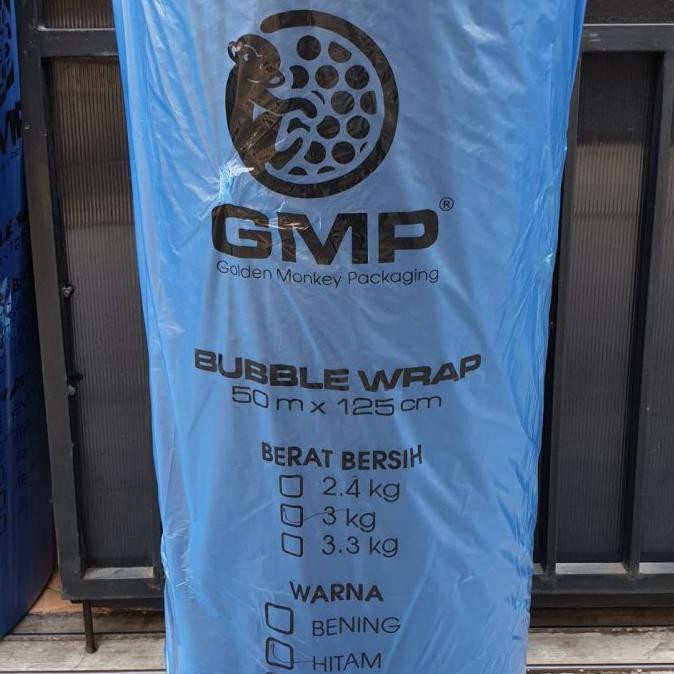 GMP®
Golden Monkey Packaging
BUBBLE WRAP
50 m x 125 cm
BERAT BERSIH
2.4 kg
3 kg
3.3 kg
WARNA
BENING
HITAM